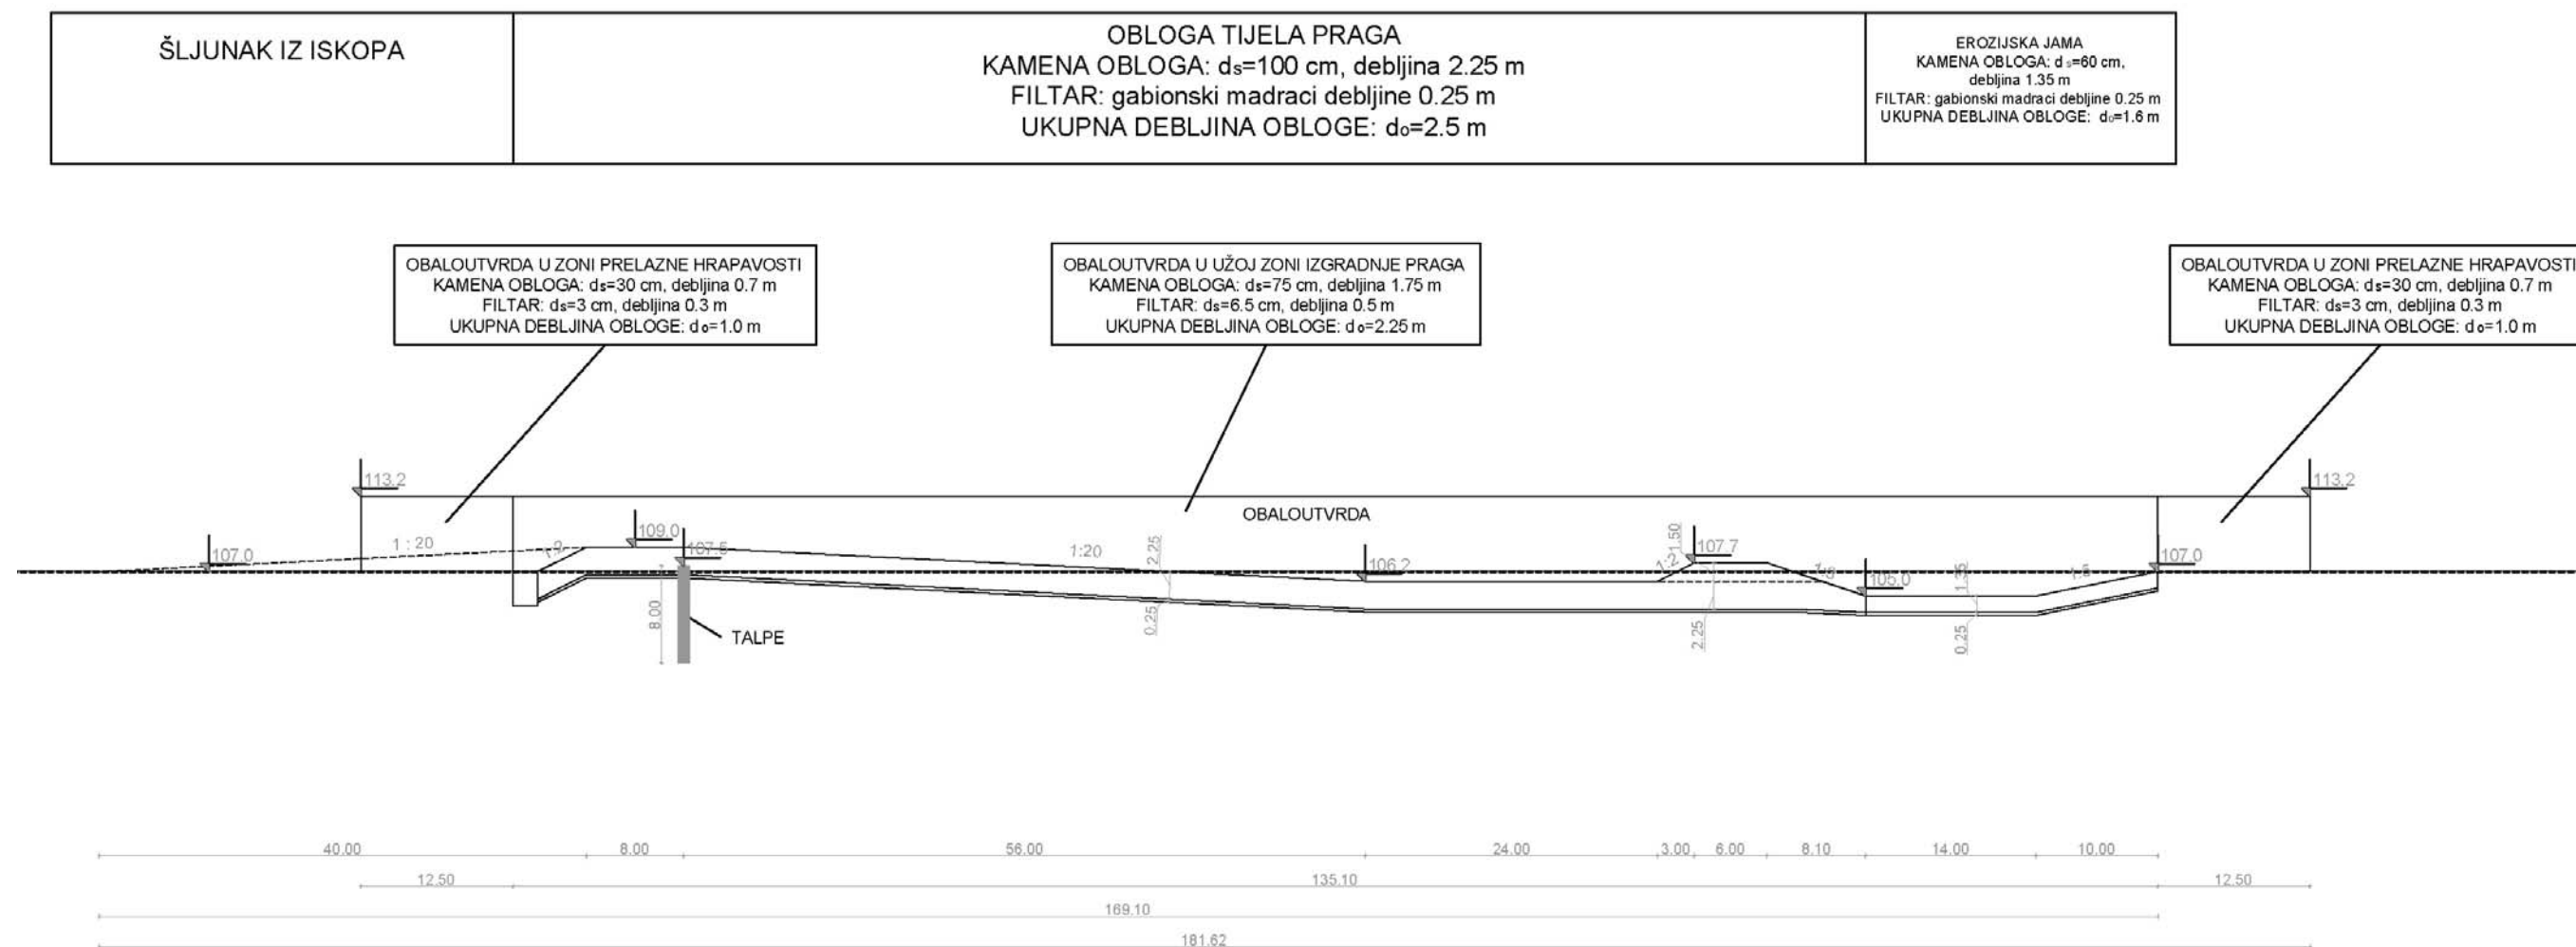 ŠLJUNAK IZ ISKOPA
OBLOGA TIJELA PRAGA
KAMENA OBLOGA: ds=100 cm, debljina 2.25 m
FILTAR: gabionski madraci debljine 0.25 m
UKUPNA DEBLJINA OBLOGE: do=2.5 m
EROZIJSKA JAMA
KAMENA OBLOGA: ds=60 cm,
debljina 1.35 m
FILTAR: gabionski madraci debljine 0.25 m
UKUPNA DEBLJINA OBLOGE: do=1.6 m
OBALOUTVRDA U ZONI PRELAZNE HRAPAVOSTI
KAMENA OBLOGA: ds=30 cm, debljina 0.7 m
FILTAR: ds=3 cm, debljina 0.3 m
UKUPNA DEBLJINA OBLOGE: do=1.0 m
OBALOUTVRDA U UŽOJ ZONI IZGRADNJE PRAGA
KAMENA OBLOGA: ds=75 cm, debljina 1.75 m
FILTAR: ds=6.5 cm, debljina 0.5 m
UKUPNA DEBLJINA OBLOGE: do=2.25 m
OBALOUTVRDA U ZONI PRELAZNE HRAPAVOSTI
KAMENA OBLOGA: ds=30 cm, debljina 0.7 m
FILTAR: ds=3 cm, debljina 0.3 m
UKUPNA DEBLJINA OBLOGE: do=1.0 m
113.2
113.2
OBALOUTVRDA
107.0
1 : 20
1:2
109.0
107.5
1:20
2.25
0.25
106.2
1:2
1.50
107.7
2.25
1:3
105.0
1.35
0.25
1:5
107.0
8.00
TALPE
40.00
8.00
56.00
24.00
3.00
6.00
8.10
14.00
10.00
12.50
135.10
12.50
169.10
181.62